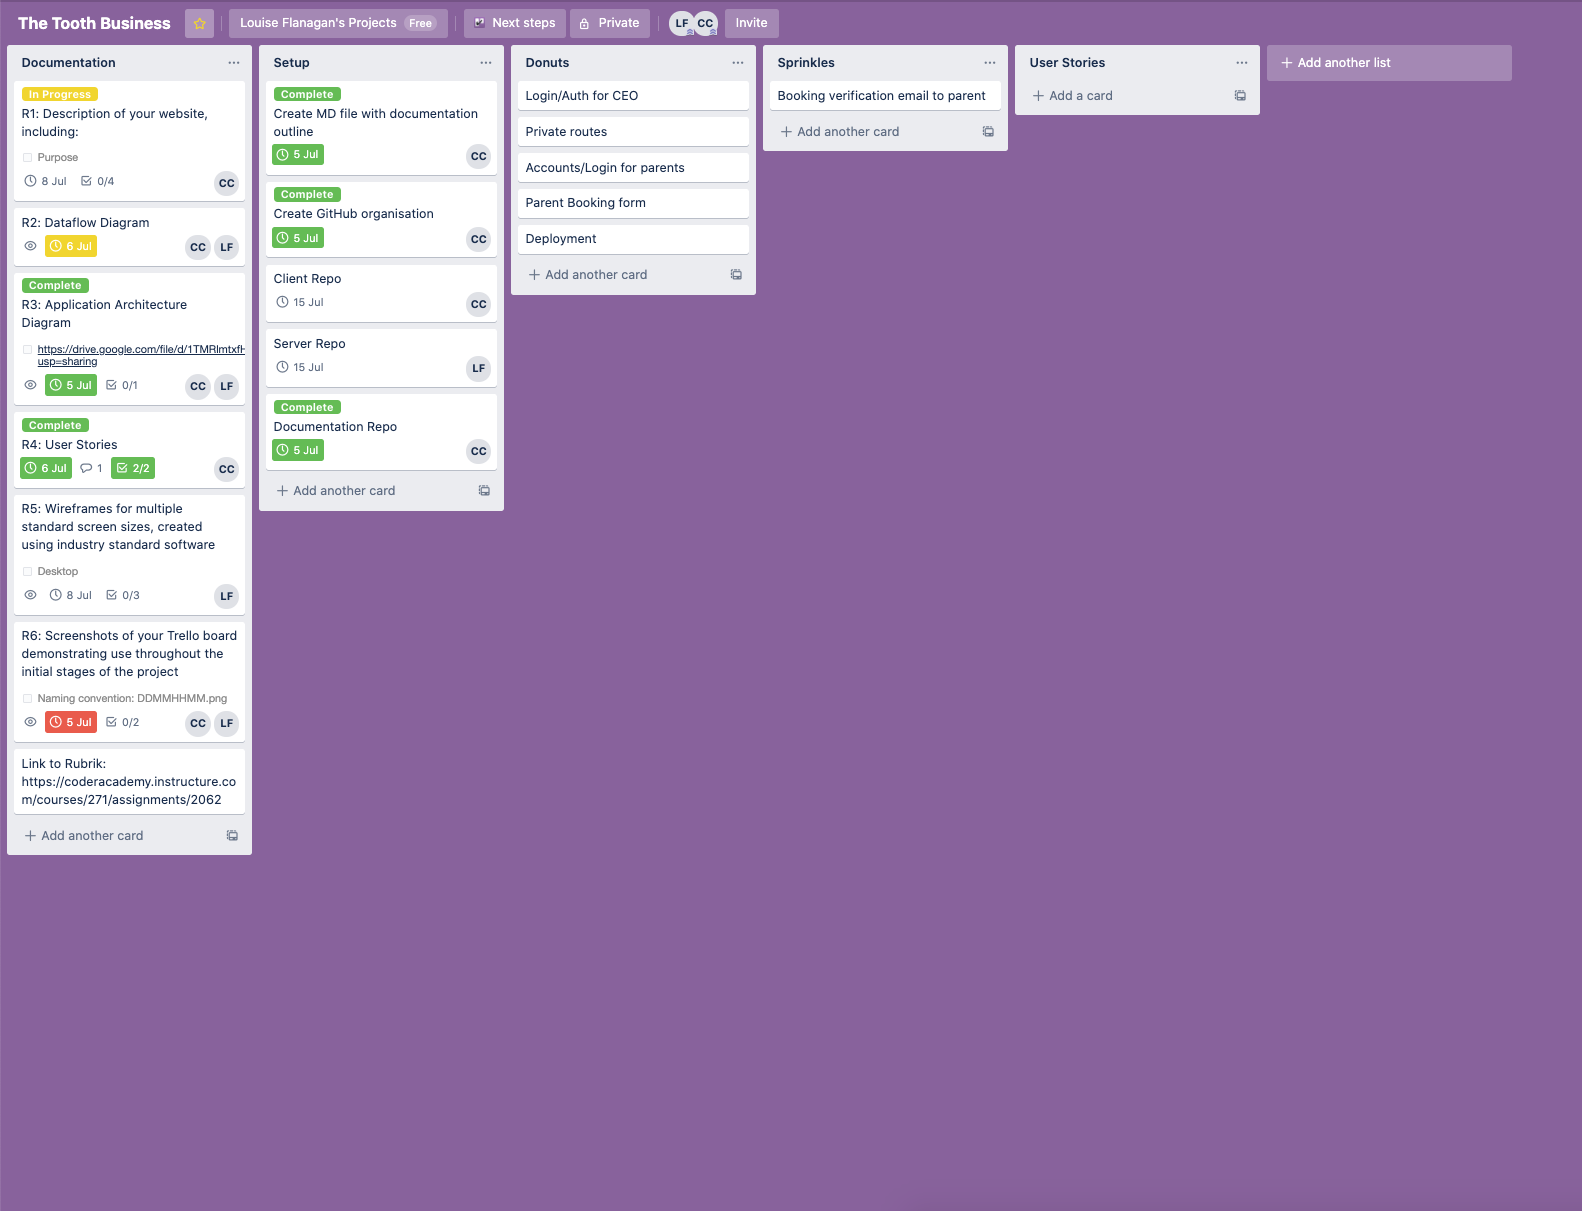 The Tooth Business
Louise Flanagan's Projects Free
Next steps
Private
LF CC
Invite
Documentation
In Progress
R1: Description of your website,
including:
Purpose
8 Jul 0/4 CC
R2: Dataflow Diagram
6 Jul CC LF
Complete
R3: Application Architecture
Diagram
https://drive.google.com/file/d/1TMRlmtxfH
usp=sharing
5 Jul 0/1 CC LF
Complete
R4: User Stories
6 Jul 1 2/2 CC
R5: Wireframes for multiple
standard screen sizes, created
using industry standard software
Desktop
8 Jul 0/3 LF
R6: Screenshots of your Trello board
demonstrating use throughout the
initial stages of the project
Naming convention: DDMMHHMM.png
5 Jul 0/2 CC LF
Link to Rubrik:
https://coderacademy.instructure.co
m/courses/271/assignments/2062
+ Add another card
Setup
Complete
Create MD file with documentation
outline
5 Jul CC
Complete
Create GitHub organisation
5 Jul CC
Client Repo
15 Jul CC
Server Repo
15 Jul LF
Complete
Documentation Repo
5 Jul CC
+ Add another card
Donuts
Login/Auth for CEO
Private routes
Accounts/Login for parents
Parent Booking form
Deployment
+ Add another card
Sprinkles
Booking verification email to parent
+ Add another card
User Stories
+ Add a card
+ Add another list